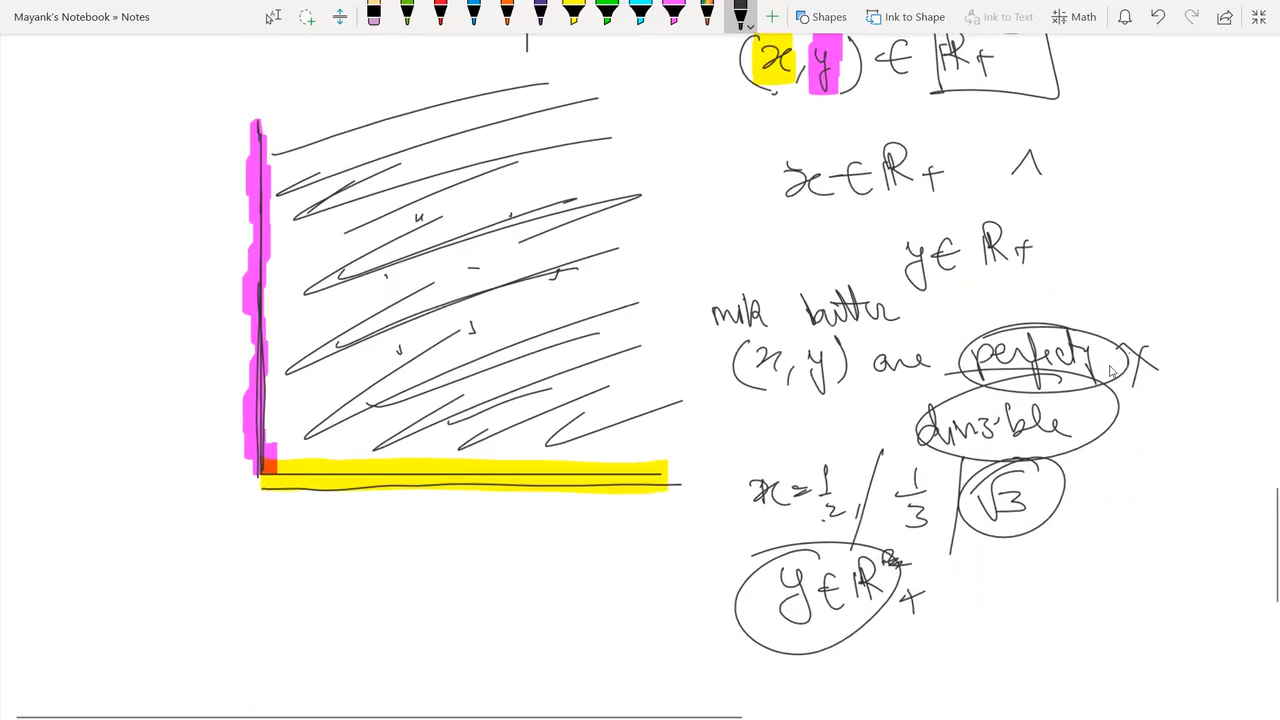 Mayank's Notebook » Notes
Shapes Ink to Shape Ink to Text Math
(x, y) ∈ ℝ+
x ∈ ℝ+ ∧
y ∈ ℝ+
milk butter
(x, y) are perfectly
divisible
x = 1/2, / 1/3 / √3
y ∈ ℝ+